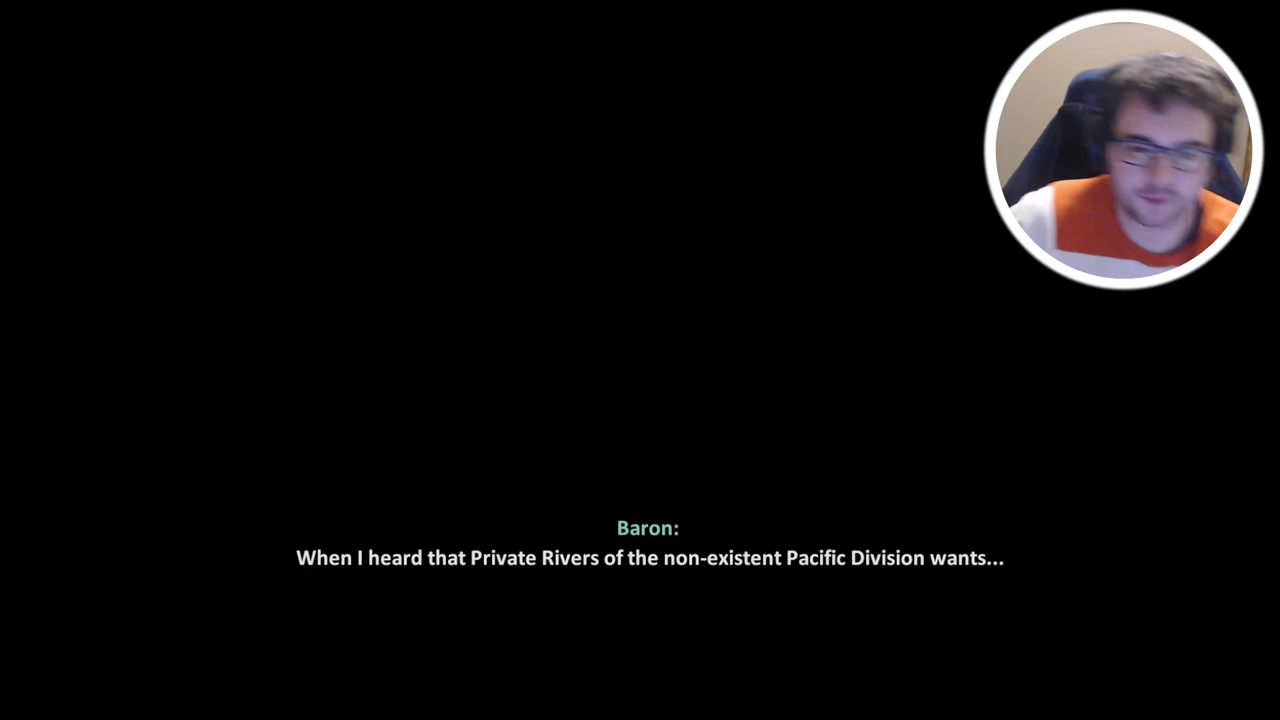 Baron:
When I heard that Private Rivers of the non-existent Pacific Division wants...